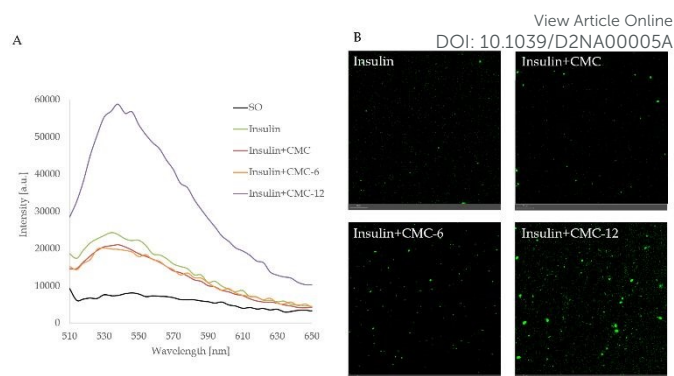 View Article Online
DOI: 10.1039/D2NA00005A
A
B
60000
50000
40000
30000
20000
10000
0
Intensity [a.u.]
510 530 550 570 590 610 630 650
Wavelength [nm]
SO
Insulin
Insulin+CMC
Insulin+CMC-6
Insulin+CMC-12
Insulin
Insulin+CMC
Insulin+CMC-6
Insulin+CMC-12